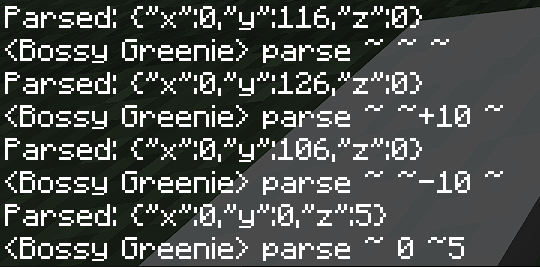 Parsed: {"x":0,"y":116,"z":0}
<Bossy Greenie> parse ~ ~ ~
Parsed: {"x":0,"y":126,"z":0}
<Bossy Greenie> parse ~ ~+10 ~
Parsed: {"x":0,"y":106,"z":0}
<Bossy Greenie> parse ~ ~-10 ~
Parsed: {"x":0,"y":0,"z":5}
<Bossy Greenie> parse ~ 0 ~5